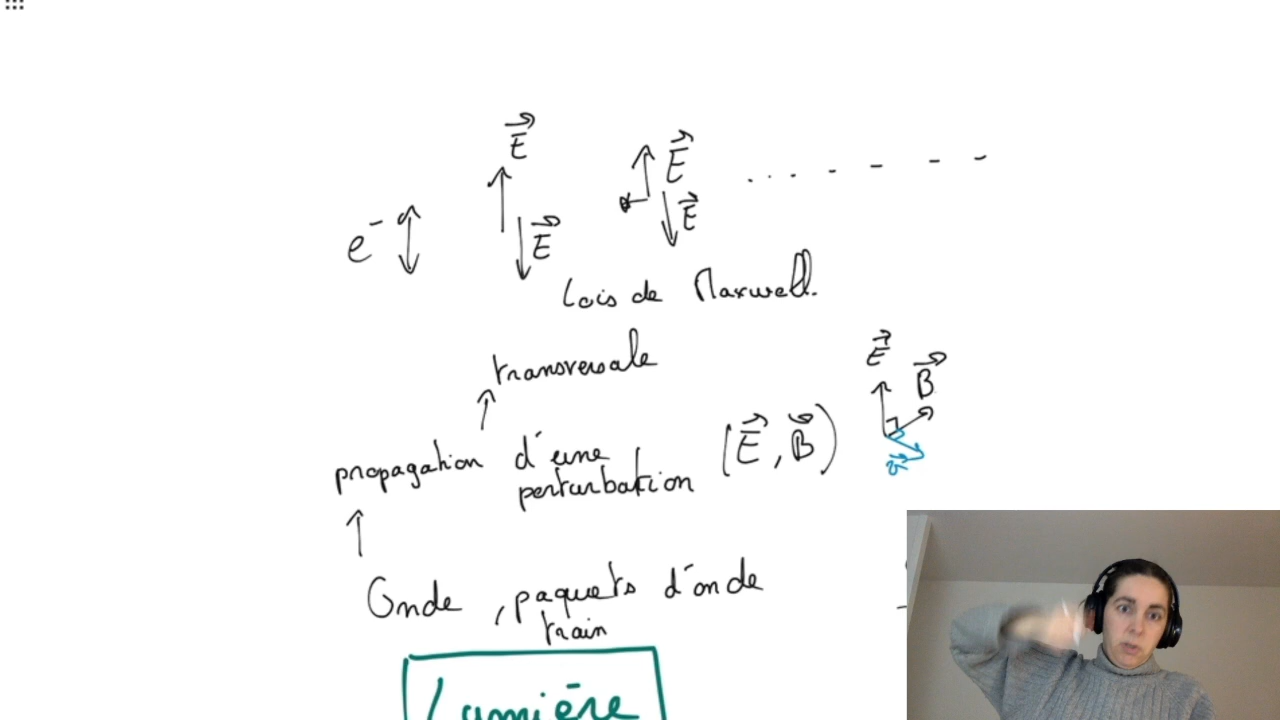 E E
e⁻ E E
Lois de Maxwell.
transversale
E
B
propagation d'une
perturbation (E, B)
Onde, paquets d'onde
train
Lumière